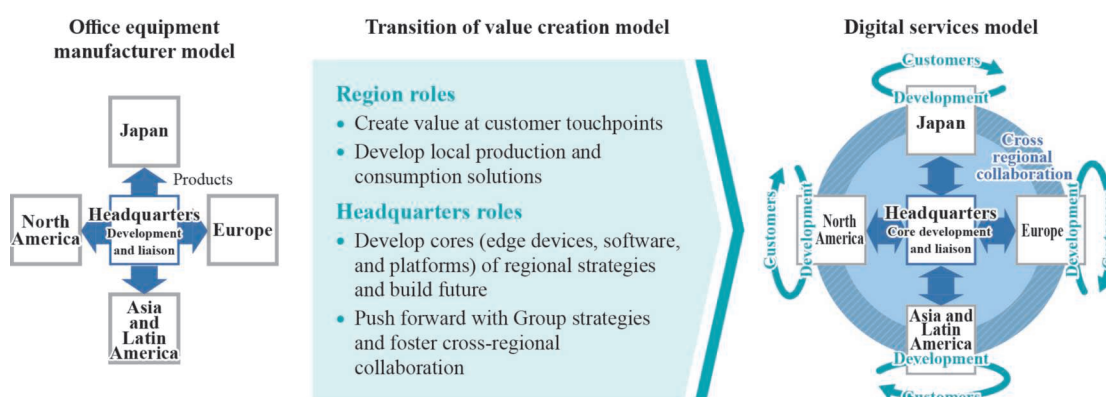 Office equipment
manufacturer model
Japan
Products
North
America
Headquarters
Development
and liaison
Europe
Asia and
Latin
America
Transition of value creation model
Region roles
• Create value at customer touchpoints
• Develop local production and
consumption solutions
Headquarters roles
• Develop cores (edge devices, software,
and platforms) of regional strategies
and build future
• Push forward with Group strategies
and foster cross-regional
collaboration
Digital services model
Customers
Development
Japan
Cross
regional
collaboration
Customers
Development
North
America
Headquarters
Core development
and liaison
Europe
Development
Customers
Asia and
Latin
America
Development
Customers